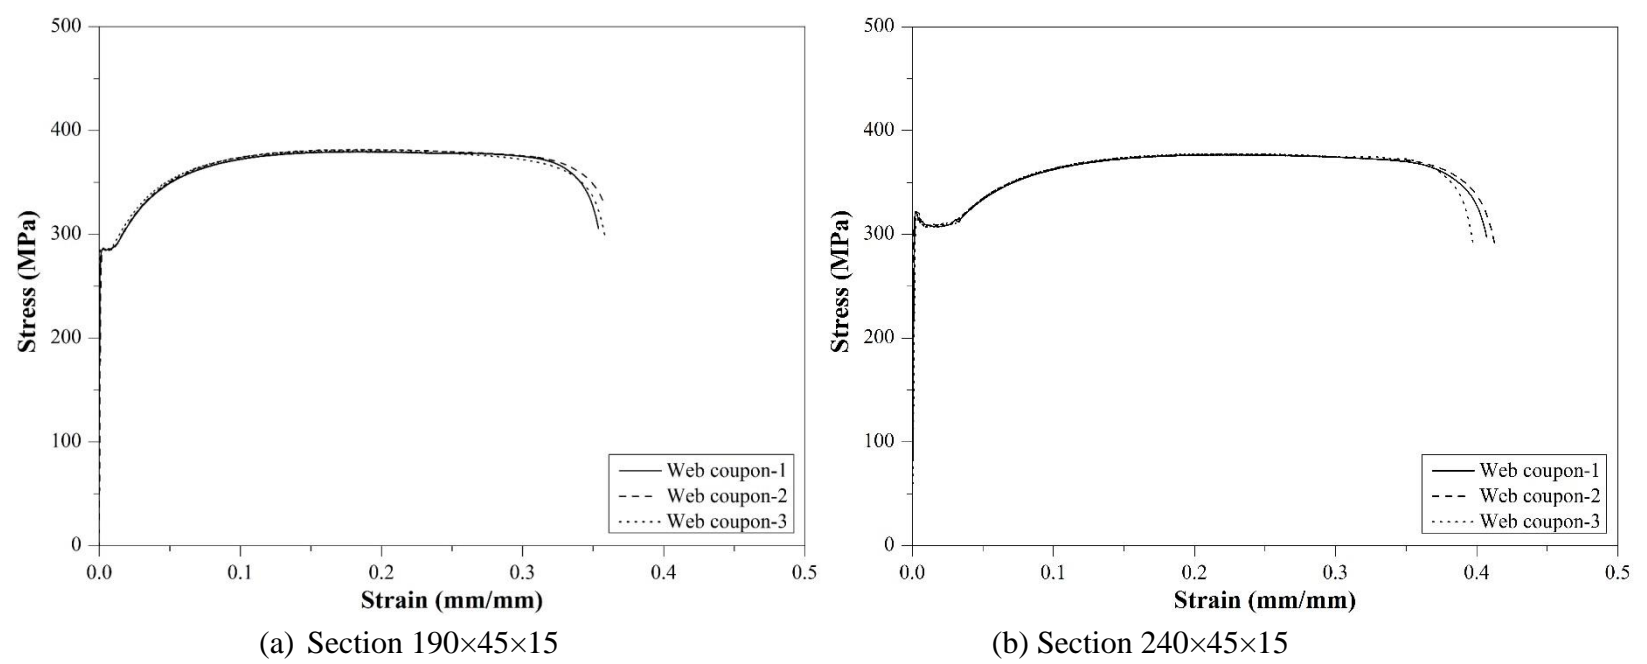 500
400
300
200
100
0
Stress (MPa)
0.0 0.1 0.2 0.3 0.4 0.5
Strain (mm/mm)
Web coupon-1
Web coupon-2
Web coupon-3
(a) Section 190×45×15
500
400
300
200
100
0
Stress (MPa)
0.0 0.1 0.2 0.3 0.4 0.5
Strain (mm/mm)
Web coupon-1
Web coupon-2
Web coupon-3
(b) Section 240×45×15